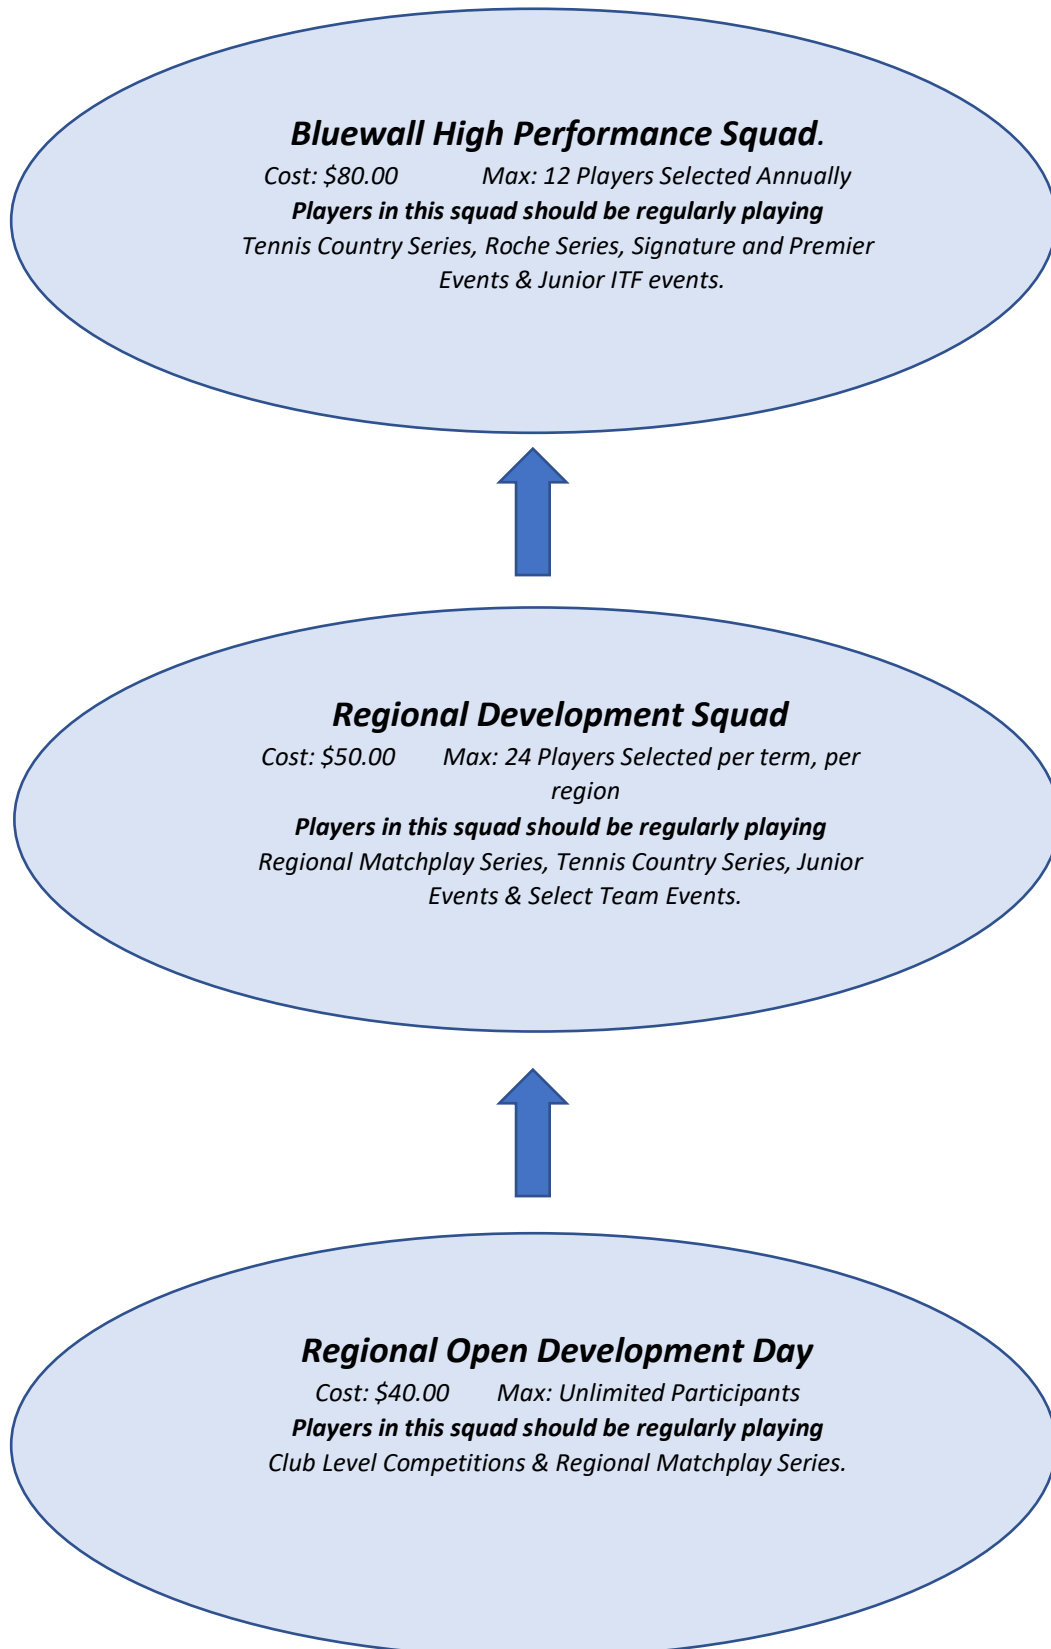 Bluewall High Performance Squad.
Cost: $80.00 Max: 12 Players Selected Annually
Players in this squad should be regularly playing
Tennis Country Series, Roche Series, Signature and Premier
Events & Junior ITF events.
Regional Development Squad
Cost: $50.00 Max: 24 Players Selected per term, per
region
Players in this squad should be regularly playing
Regional Matchplay Series, Tennis Country Series, Junior
Events & Select Team Events.
Regional Open Development Day
Cost: $40.00 Max: Unlimited Participants
Players in this squad should be regularly playing
Club Level Competitions & Regional Matchplay Series.